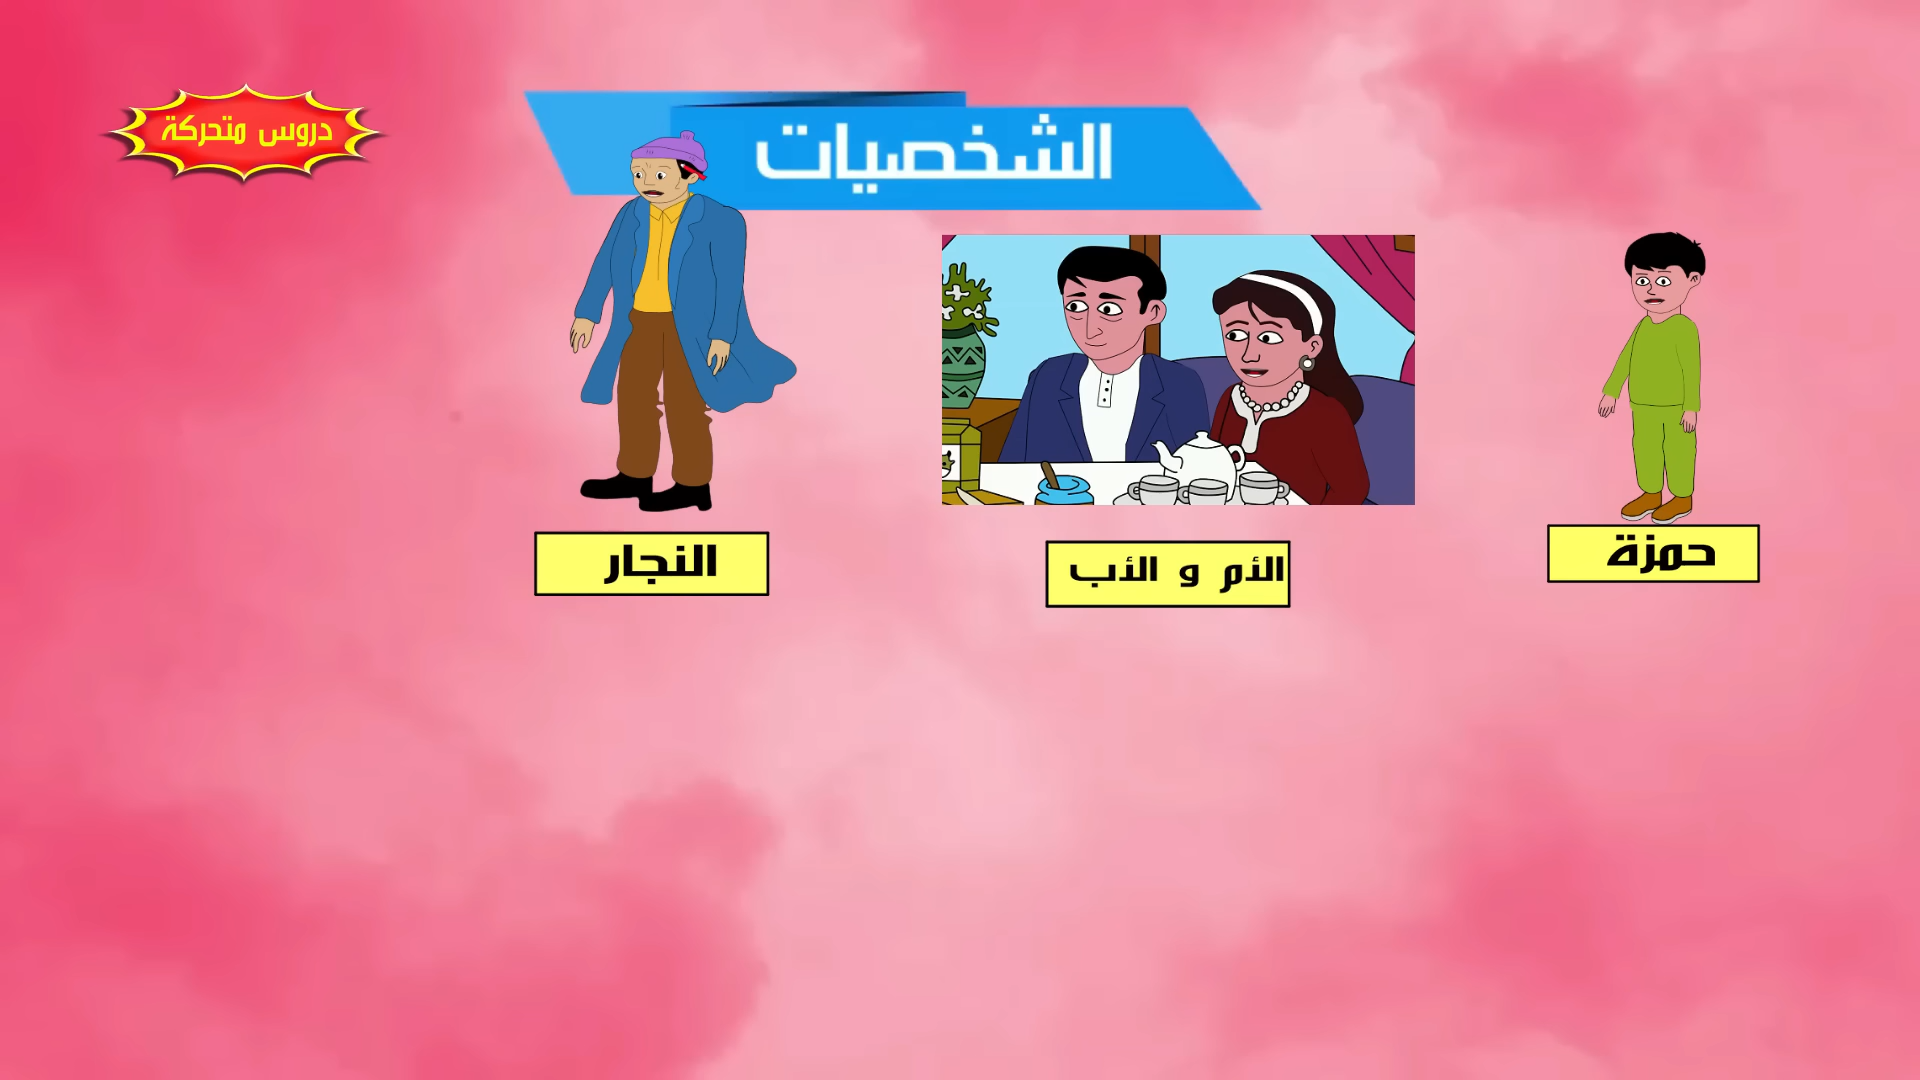 دروس متحركة
الشخصيات
حمزة
الأم و الأب
النجار